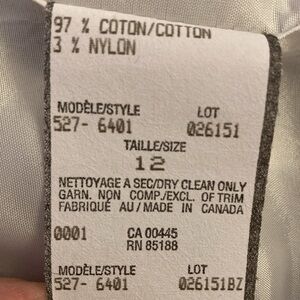 97 % COTON/COTTON
3 % NYLON
MODÈLE/STYLE LOT
527- 6401 026151
TAILLE/SIZE
12
NETTOYAGE A SEC/DRY CLEAN ONLY
GARN. NON COMP./EXCL. OF TRIM
FABRIQUÉ AU / MADE IN CANADA
0001 CA 00445
RN 85188
MODÈLE/STYLE LOT
527- 6401 026151BZ